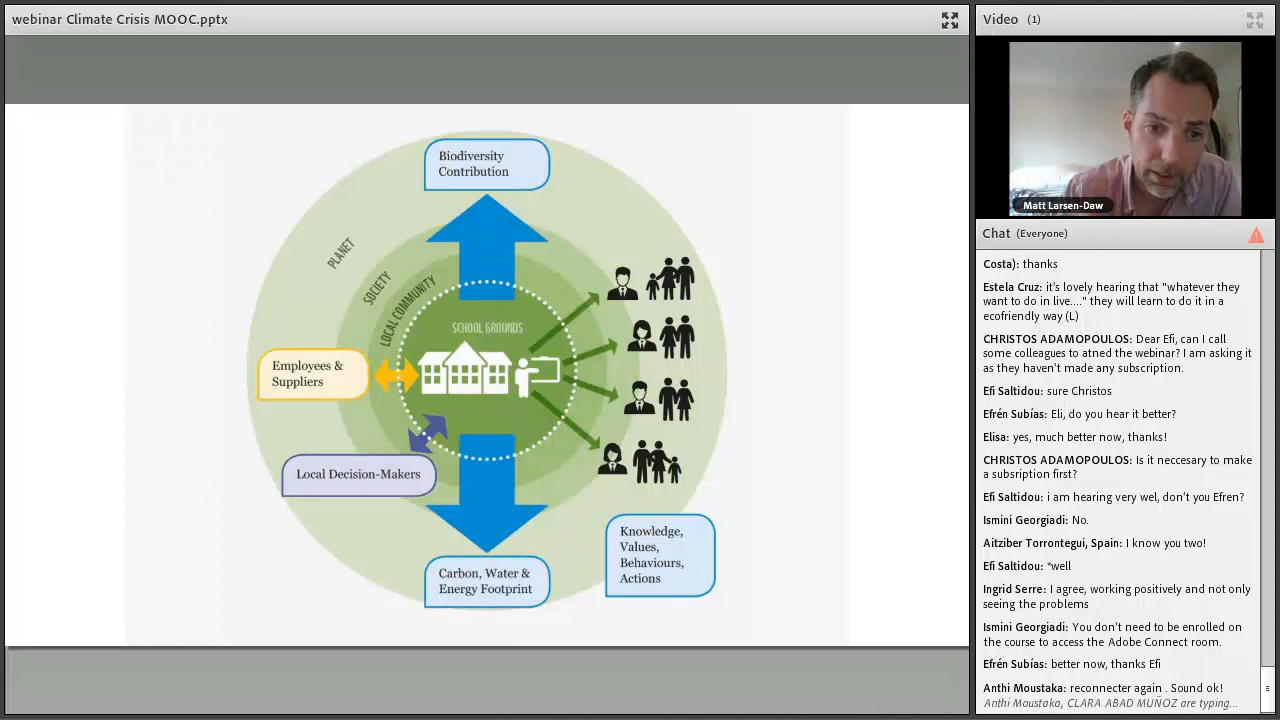 webinar Climate Crisis MOOC.pptx
Biodiversity
Contribution
PLANET
SOCIETY
LOCAL COMMUNITY
SCHOOL GROUNDS
Employees &
Suppliers
Local Decision-Makers
Knowledge,
Values,
Behaviours,
Actions
Carbon, Water &
Energy Footprint
Video (1)
Matt Larsen-Daw
Chat (Everyone)
Costa): thanks
Estela Cruz: it's lovely hearing that "whatever they
want to do in live...." they will learn to do it in a
ecofriendly way (L)
CHRISTOS ADAMOPOULOS: Dear Efi, can I call
some colleagues to atned the webinar? I am asking it
as they haven't made any subscription.
Efi Saltidou: sure Christos
Efrén Subías: Eli, do you hear it better?
Elisa: yes, much better now, thanks!
CHRISTOS ADAMOPOULOS: Is it neccesary to make
a subsription first?
Efi Saltidou: i am hearing very wel, don't you Efren?
Ismini Georgiadi: No.
Aitziber Torrontegui, Spain: I know you two!
Efi Saltidou: *well
Ingrid Serre: I agree, working positively and not only
seeing the problems
Ismini Georgiadi: You don't need to be enrolled on
the course to access the Adobe Connect room.
Efrén Subías: better now, thanks Efi
Anthi Moustaka: reconnecter again . Sound ok!
Anthi Moustaka, CLARA ABAD MUÑOZ are typing...